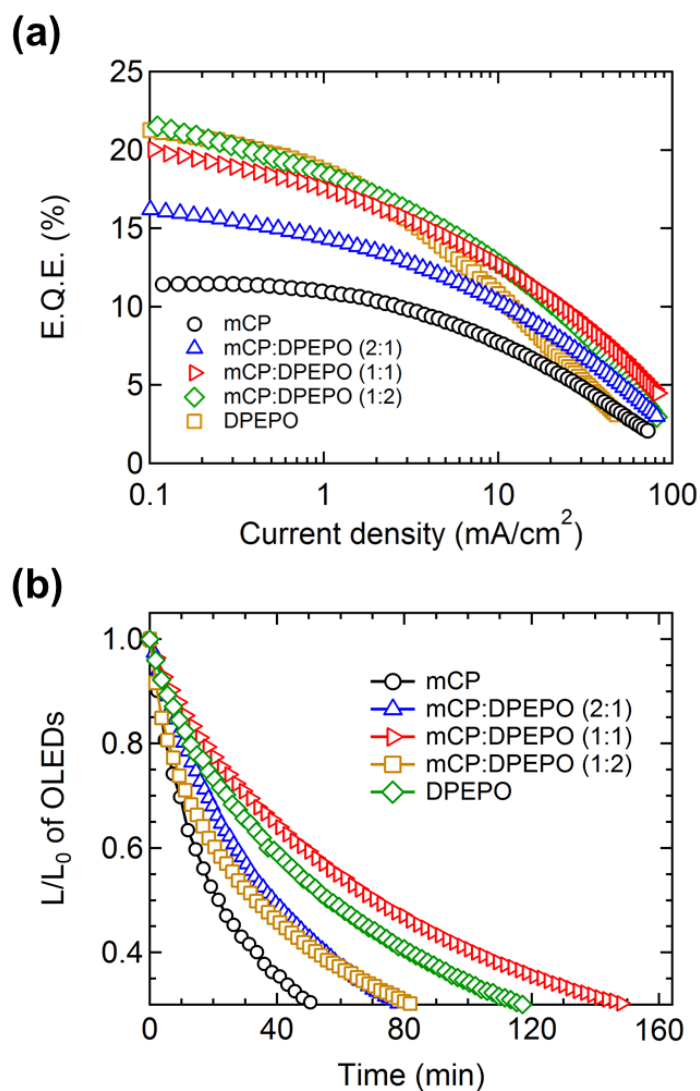 (a)
25
20
15
10
5
0
E.Q.E. (%)
mCP
mCP:DPEPO (2:1)
mCP:DPEPO (1:1)
mCP:DPEPO (1:2)
DPEPO
0.1
1
10
100
Current density (mA/cm²)
(b)
1.0
0.8
0.6
0.4
L/L₀ of OLEDs
mCP
mCP:DPEPO (2:1)
mCP:DPEPO (1:1)
mCP:DPEPO (1:2)
DPEPO
0
40
80
120
160
Time (min)